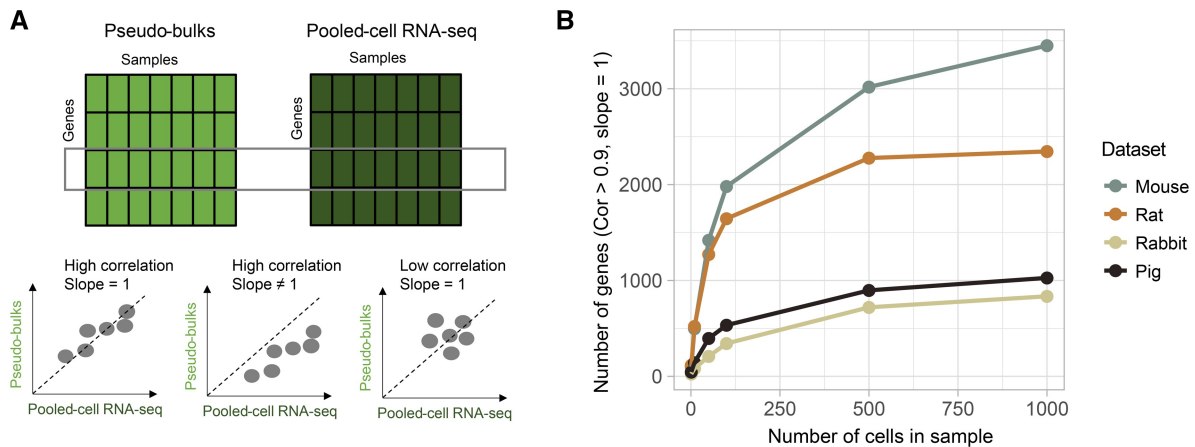 A
Pseudo-bulks
Pooled-cell RNA-seq
Samples
Samples
Genes
Genes
High correlation
Slope = 1
High correlation
Slope ≠ 1
Low correlation
Slope = 1
Pseudo-bulks
Pseudo-bulks
Pseudo-bulks
Pooled-cell RNA-seq
Pooled-cell RNA-seq
Pooled-cell RNA-seq
B
Number of genes (Cor > 0.9, slope = 1)
3000
2000
1000
0
0
250
500
750
1000
Number of cells in sample
Dataset
Mouse
Rat
Rabbit
Pig